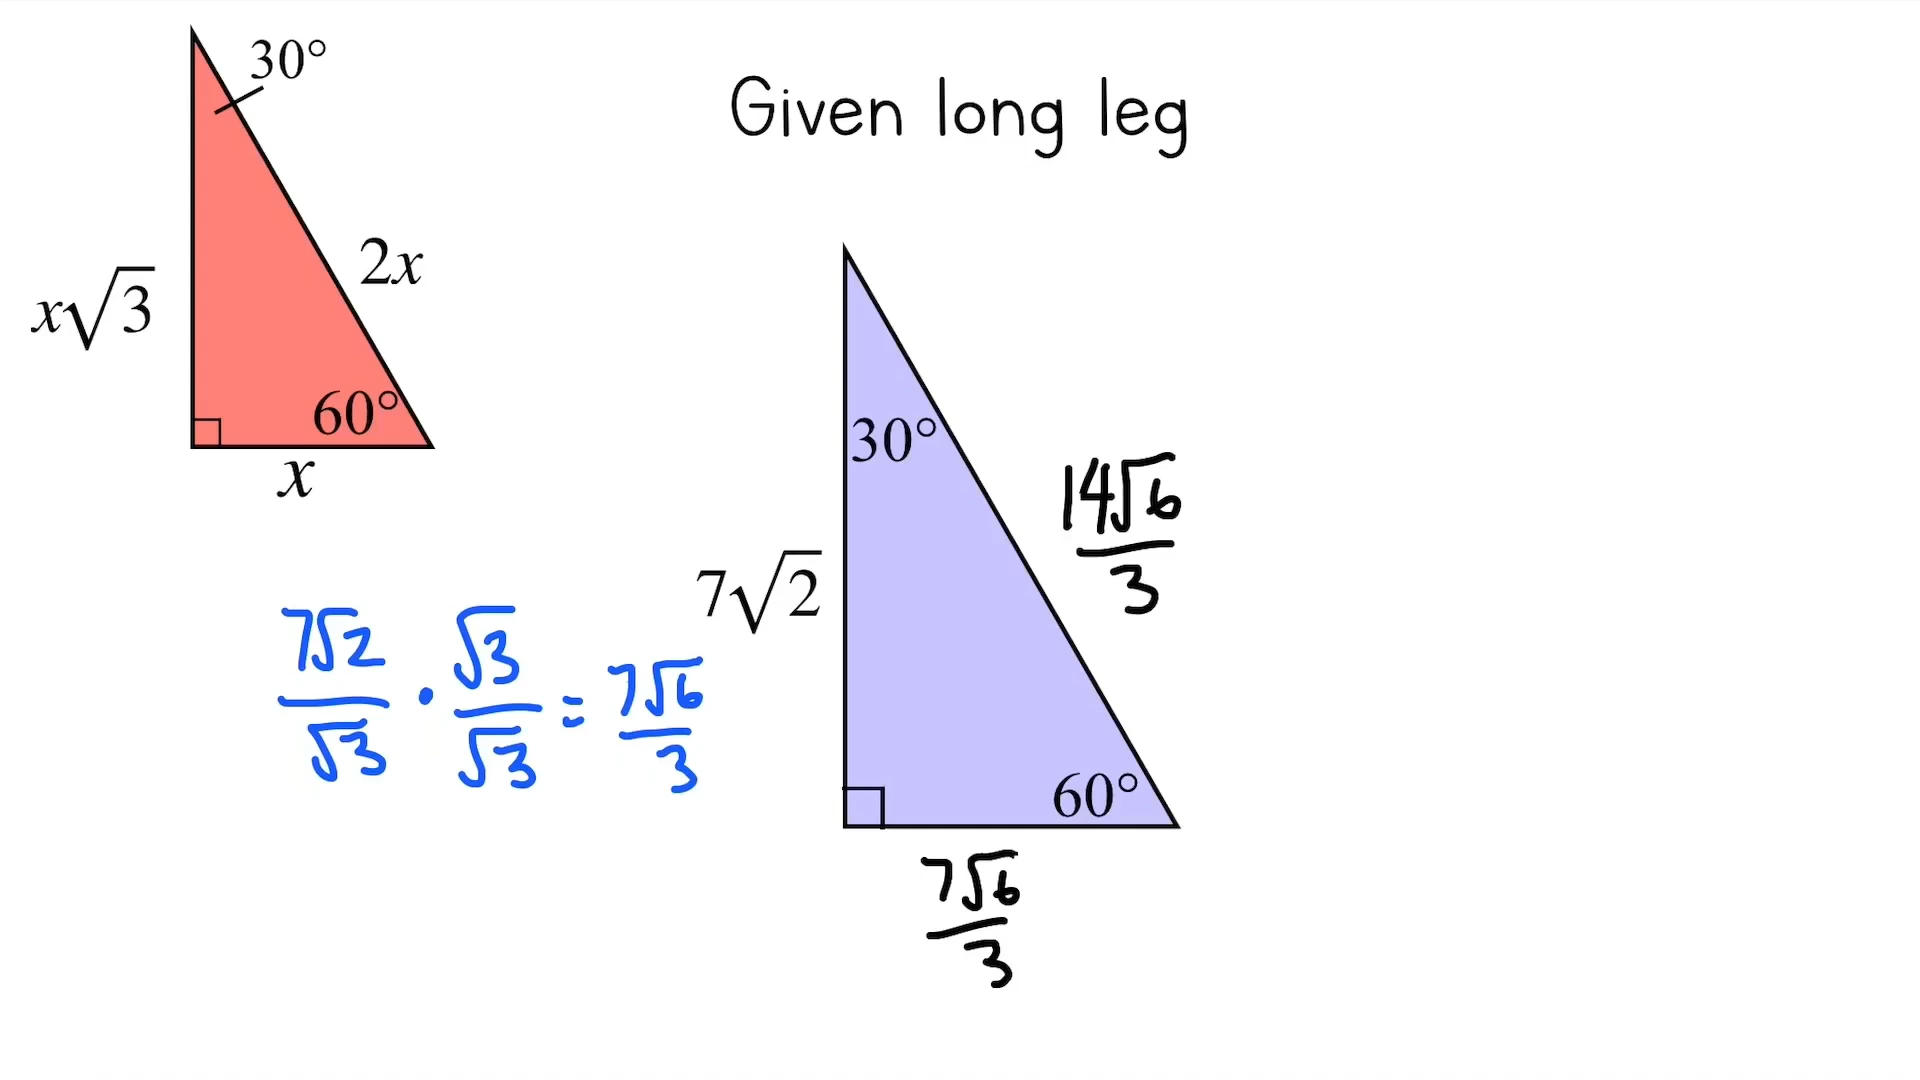 30°
Given long leg
2x
x√3
60°
x
30°
14√6/3
7√2
7√2/√3 · √3/√3 = 7√6/3
60°
7√6/3